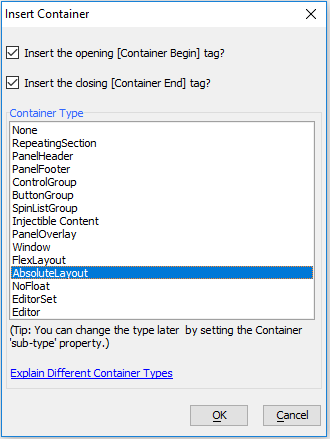 Insert Container
Insert the opening [Container Begin] tag?
Insert the closing [Container End] tag?
Container Type
None
RepeatingSection
PanelHeader
PanelFooter
ControlGroup
ButtonGroup
SpinListGroup
Injectible Content
PanelOverlay
Window
FlexLayout
AbsoluteLayout
NoFloat
EditorSet
Editor
(Tip: You can change the type later  by setting the Container
'sub-type' property.)
Explain Different Container Types
OK
Cancel